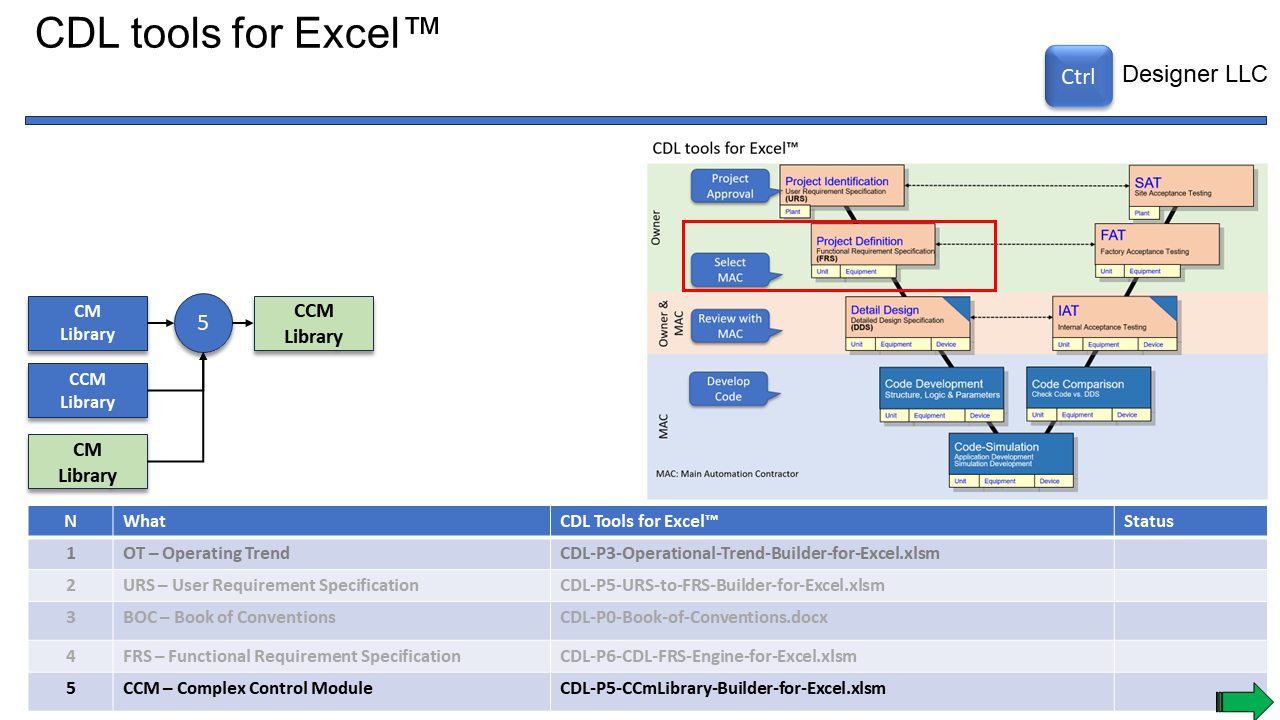 CDL tools for Excel™
Ctrl
Designer LLC
CM
Library
5
CCM
Library
CCM
Library
CM
Library
CDL tools for Excel™
Owner
Project
Approval
Project Identification
User Requirement Specification
(URS)
Plant
SAT
Site Acceptance Testing
Plant
Select
MAC
Project Definition
Functional Requirement Specification
(FRS)
Unit Equipment
FAT
Factory Acceptance Testing
Unit Equipment
Owner &
MAC
Review with
MAC
Detail Design
Detailed Design Specification
(DDS)
Unit Equipment Device
IAT
Internal Acceptance Testing
Unit Equipment Device
MAC
Develop
Code
Code Development
Structure, Logic & Parameters
Unit Equipment Device
Code Comparison
Check Code vs. DDS
Unit Equipment Device
Code-Simulation
Application Development
Simulation Development
Unit Equipment Device
MAC: Main Automation Contractor
N What CDL Tools for Excel™ Status
1 OT – Operating Trend CDL-P3-Operational-Trend-Builder-for-Excel.xlsm
2 URS – User Requirement Specification CDL-P5-URS-to-FRS-Builder-for-Excel.xlsm
3 BOC – Book of Conventions CDL-P0-Book-of-Conventions.docx
4 FRS – Functional Requirement Specification CDL-P6-CDL-FRS-Engine-for-Excel.xlsm
5 CCM – Complex Control Module CDL-P5-CCmLibrary-Builder-for-Excel.xlsm